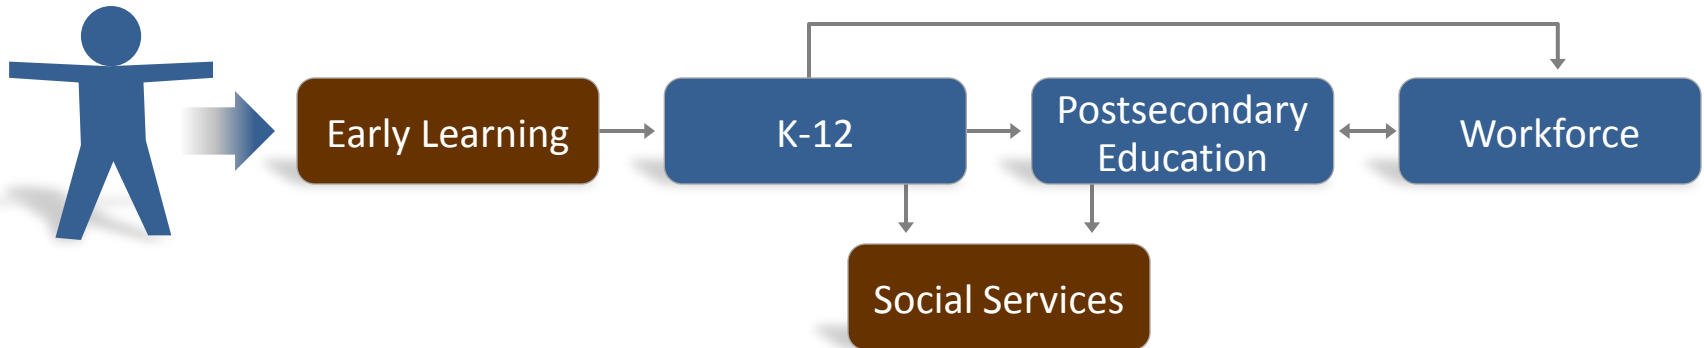 Early Learning
K-12
Postsecondary
Education
Workforce
Social Services